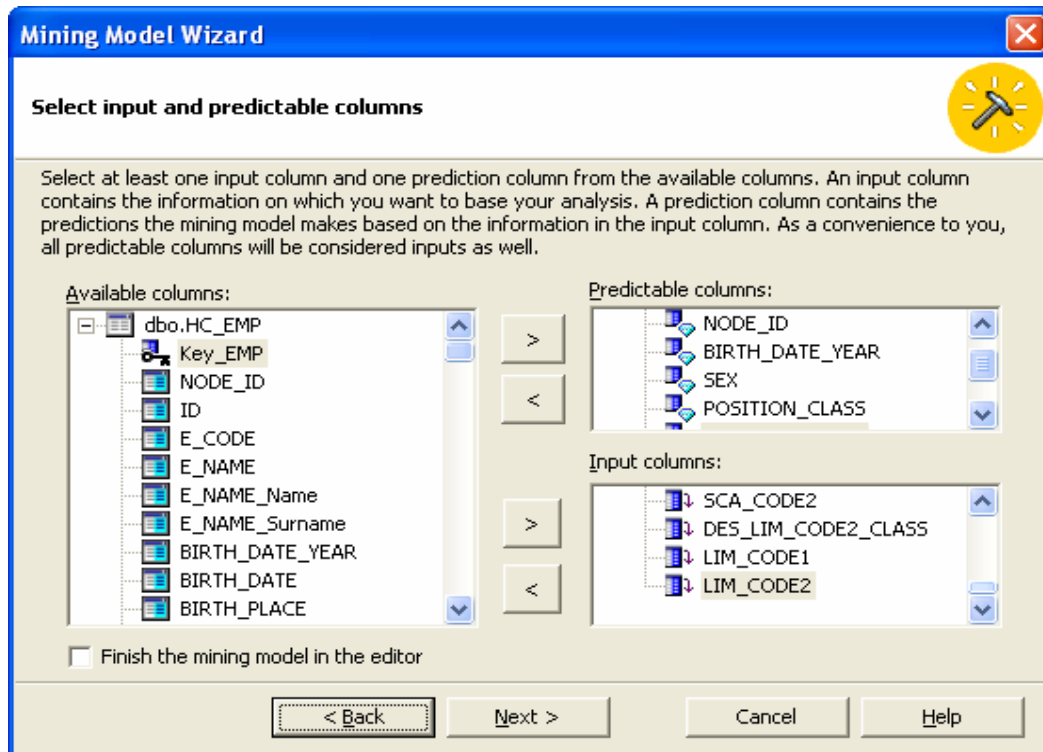 Mining Model Wizard
Select input and predictable columns
Select at least one input column and one prediction column from the available columns. An input column
contains the information on which you want to base your analysis. A prediction column contains the
predictions the mining model makes based on the information in the input column. As a convenience to you,
all predictable columns will be considered inputs as well.
Available columns:
dbo.HC_EMP
Key_EMP
NODE_ID
ID
E_CODE
E_NAME
E_NAME_Name
E_NAME_Surname
BIRTH_DATE_YEAR
BIRTH_DATE
BIRTH_PLACE
>
<
>
<
Predictable columns:
NODE_ID
BIRTH_DATE_YEAR
SEX
POSITION_CLASS
Input columns:
SCA_CODE2
DES_LIM_CODE2_CLASS
LIM_CODE1
LIM_CODE2
Finish the mining model in the editor
< Back
Next >
Cancel
Help